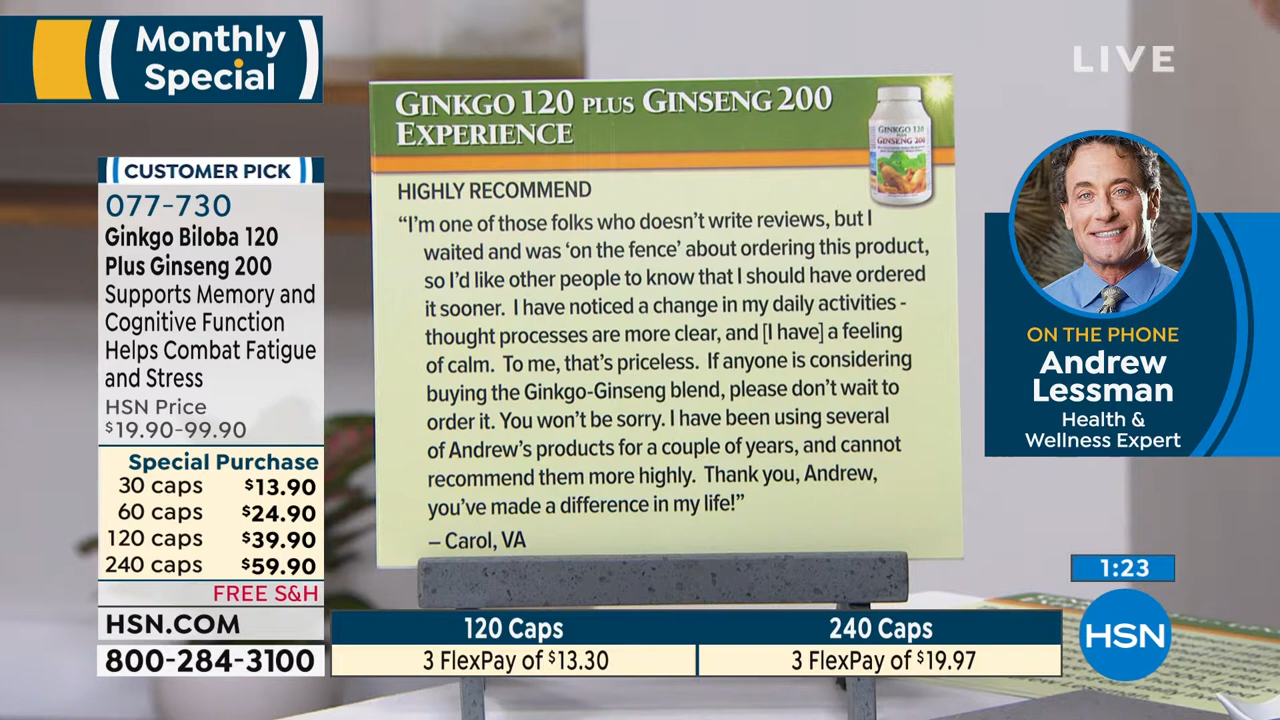 Monthly
Special
LIVE
CUSTOMER PICK
077-730
Ginkgo Biloba 120
Plus Ginseng 200
Supports Memory and
Cognitive Function
Helps Combat Fatigue
and Stress
HSN Price
$19.90-99.90
Special Purchase
30 caps $13.90
60 caps $24.90
120 caps $39.90
240 caps $59.90
FREE S&H
HSN.COM
800-284-3100
GINKGO 120 PLUS GINSENG 200
EXPERIENCE
GINKGO 120
PLUS
GINSENG 200
HIGHLY RECOMMEND
“I’m one of those folks who doesn’t write reviews, but I
waited and was ‘on the fence’ about ordering this product,
so I’d like other people to know that I should have ordered
it sooner. I have noticed a change in my daily activities -
thought processes are more clear, and [I have] a feeling
of calm. To me, that’s priceless. If anyone is considering
buying the Ginkgo-Ginseng blend, please don’t wait to
order it. You won’t be sorry. I have been using several
of Andrew’s products for a couple of years, and cannot
recommend them more highly. Thank you, Andrew,
you’ve made a difference in my life!”
– Carol, VA
ON THE PHONE
Andrew
Lessman
Health &
Wellness Expert
1:23
HSN
120 Caps
3 FlexPay of $13.30
240 Caps
3 FlexPay of $19.97